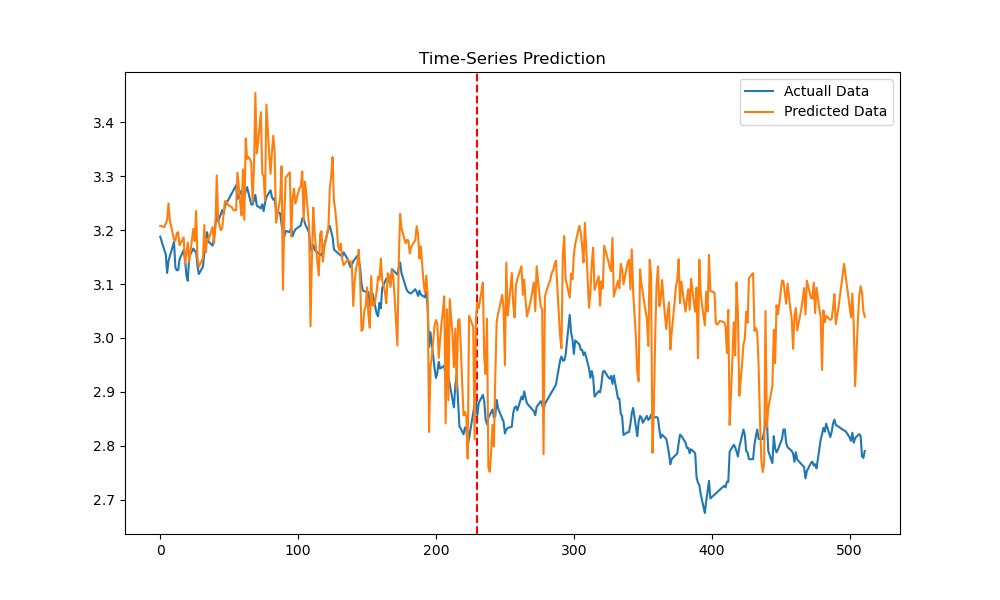 Time-Series Prediction
Actuall Data
Predicted Data
3.4
3.3
3.2
3.1
3.0
2.9
2.8
2.7
0 100 200 300 400 500